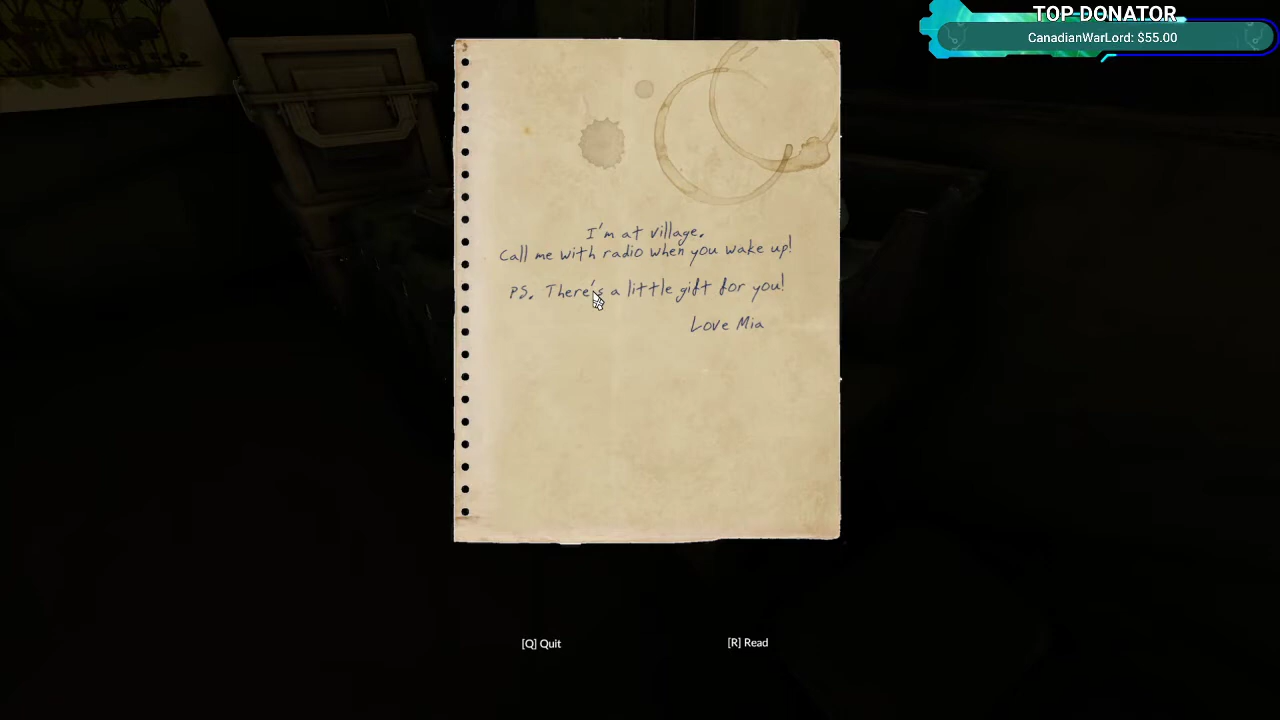 TOP DONATOR
CanadianWarLord: $55.00
I'm at village.
Call me with radio when you wake up!
PS. There's a little gift for you!
Love Mia
[Q] Quit
[R] Read